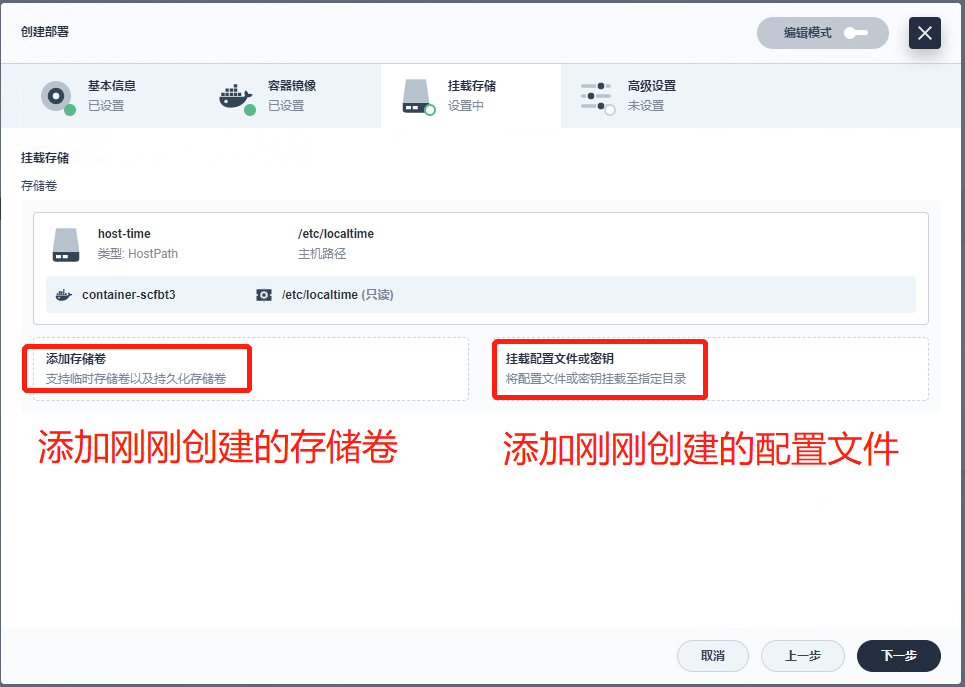 创建部署
编辑模式
基本信息
已设置
容器镜像
已设置
挂载存储
设置中
高级设置
未设置
挂载存储
存储卷
host-time
/etc/localtime
类型: HostPath
主机路径
container-scfbt3
/etc/localtime (只读)
添加存储卷
支持临时存储卷以及持久化存储卷
挂载配置文件或密钥
将配置文件或密钥挂载至指定目录
添加刚刚创建的存储卷
添加刚刚创建的配置文件
取消
上一步
下一步